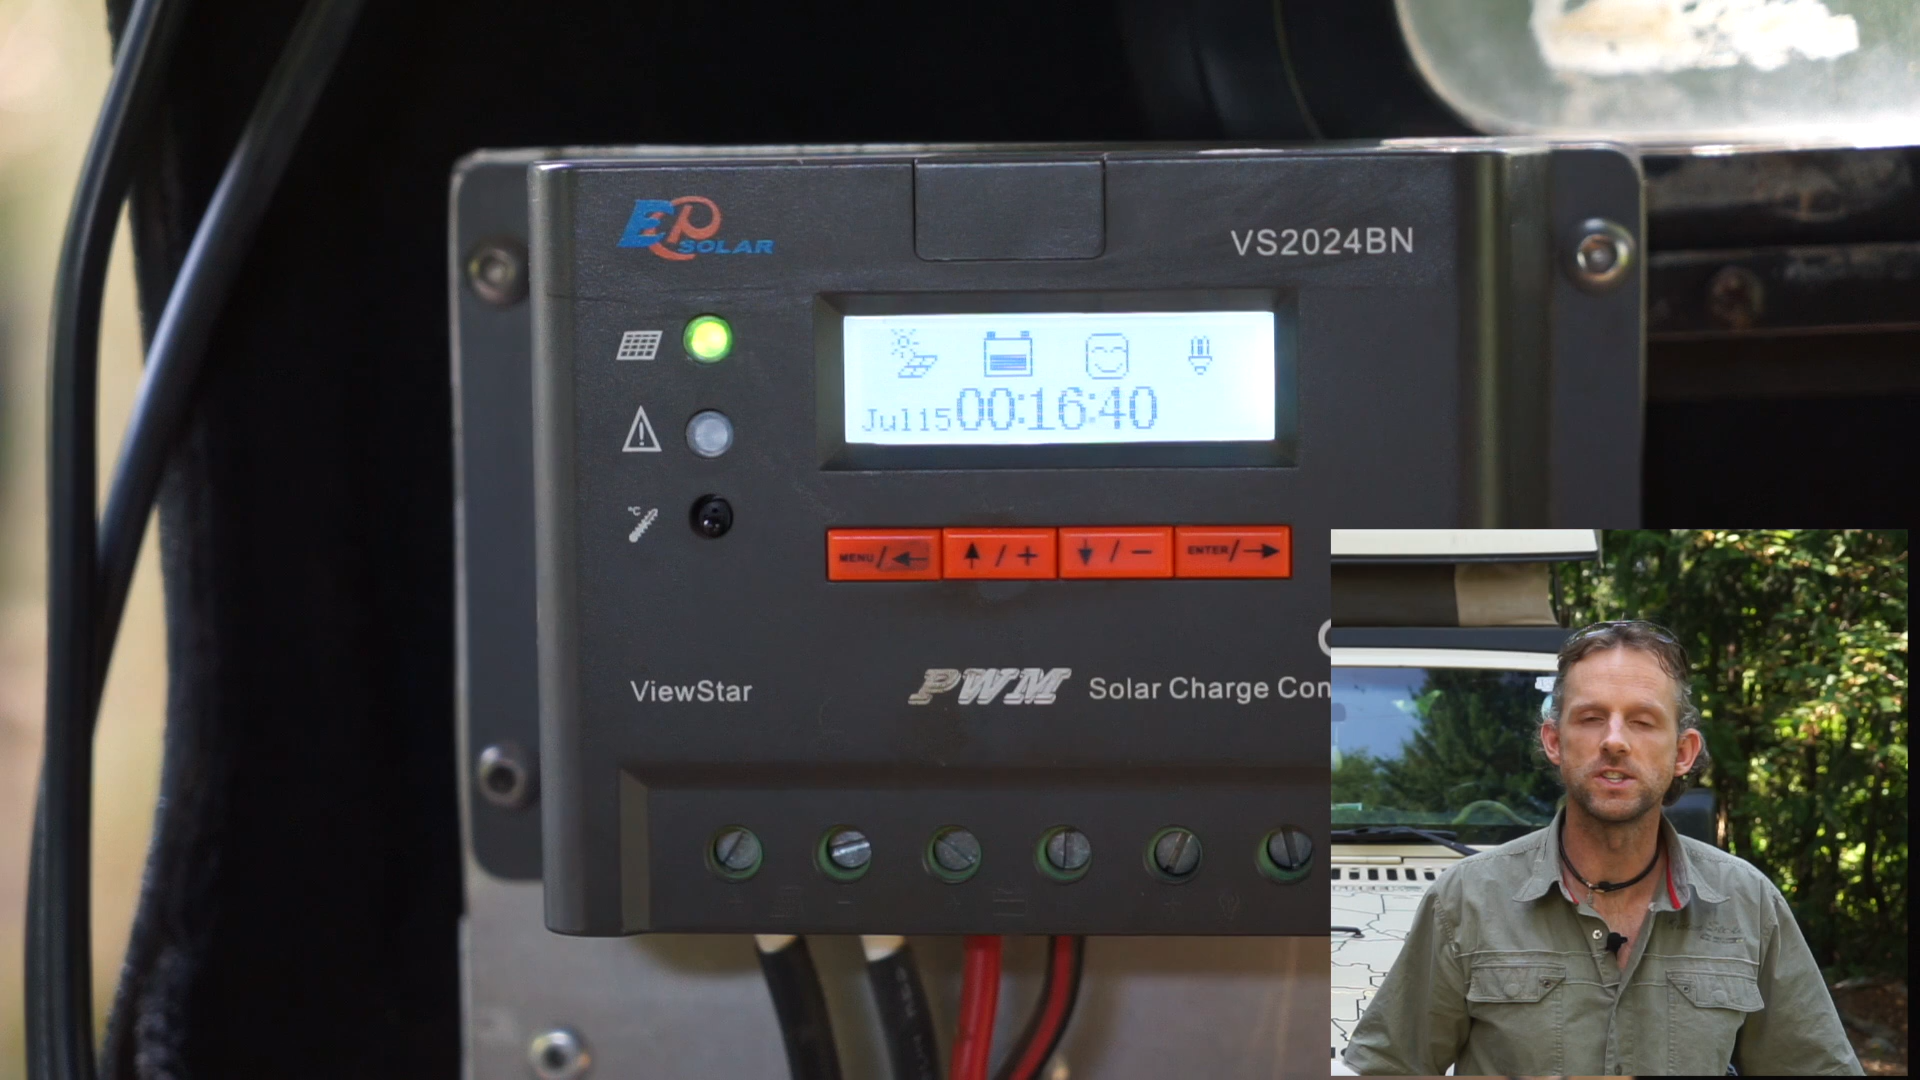 EP SOLAR
VS2024BN
Jul15 00:16:40
°C
MENU/←
↑/+
↓/−
ENTER/→
ViewStar
PWM Solar Charge Con